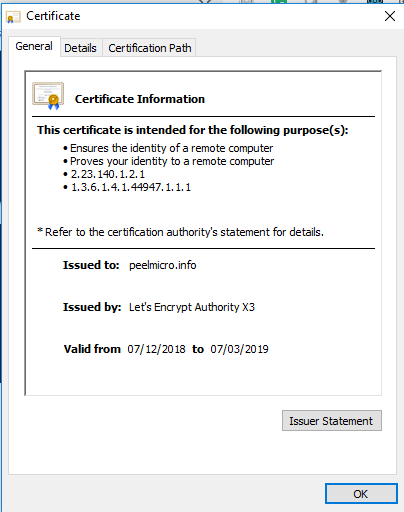 Certificate
General Details Certification Path
Certificate Information
This certificate is intended for the following purpose(s):
• Ensures the identity of a remote computer
• Proves your identity to a remote computer
• 2.23.140.1.2.1
• 1.3.6.1.4.1.44947.1.1.1
* Refer to the certification authority's statement for details.
Issued to: peelmicro.info
Issued by: Let's Encrypt Authority X3
Valid from 07/12/2018 to 07/03/2019
Issuer Statement
OK